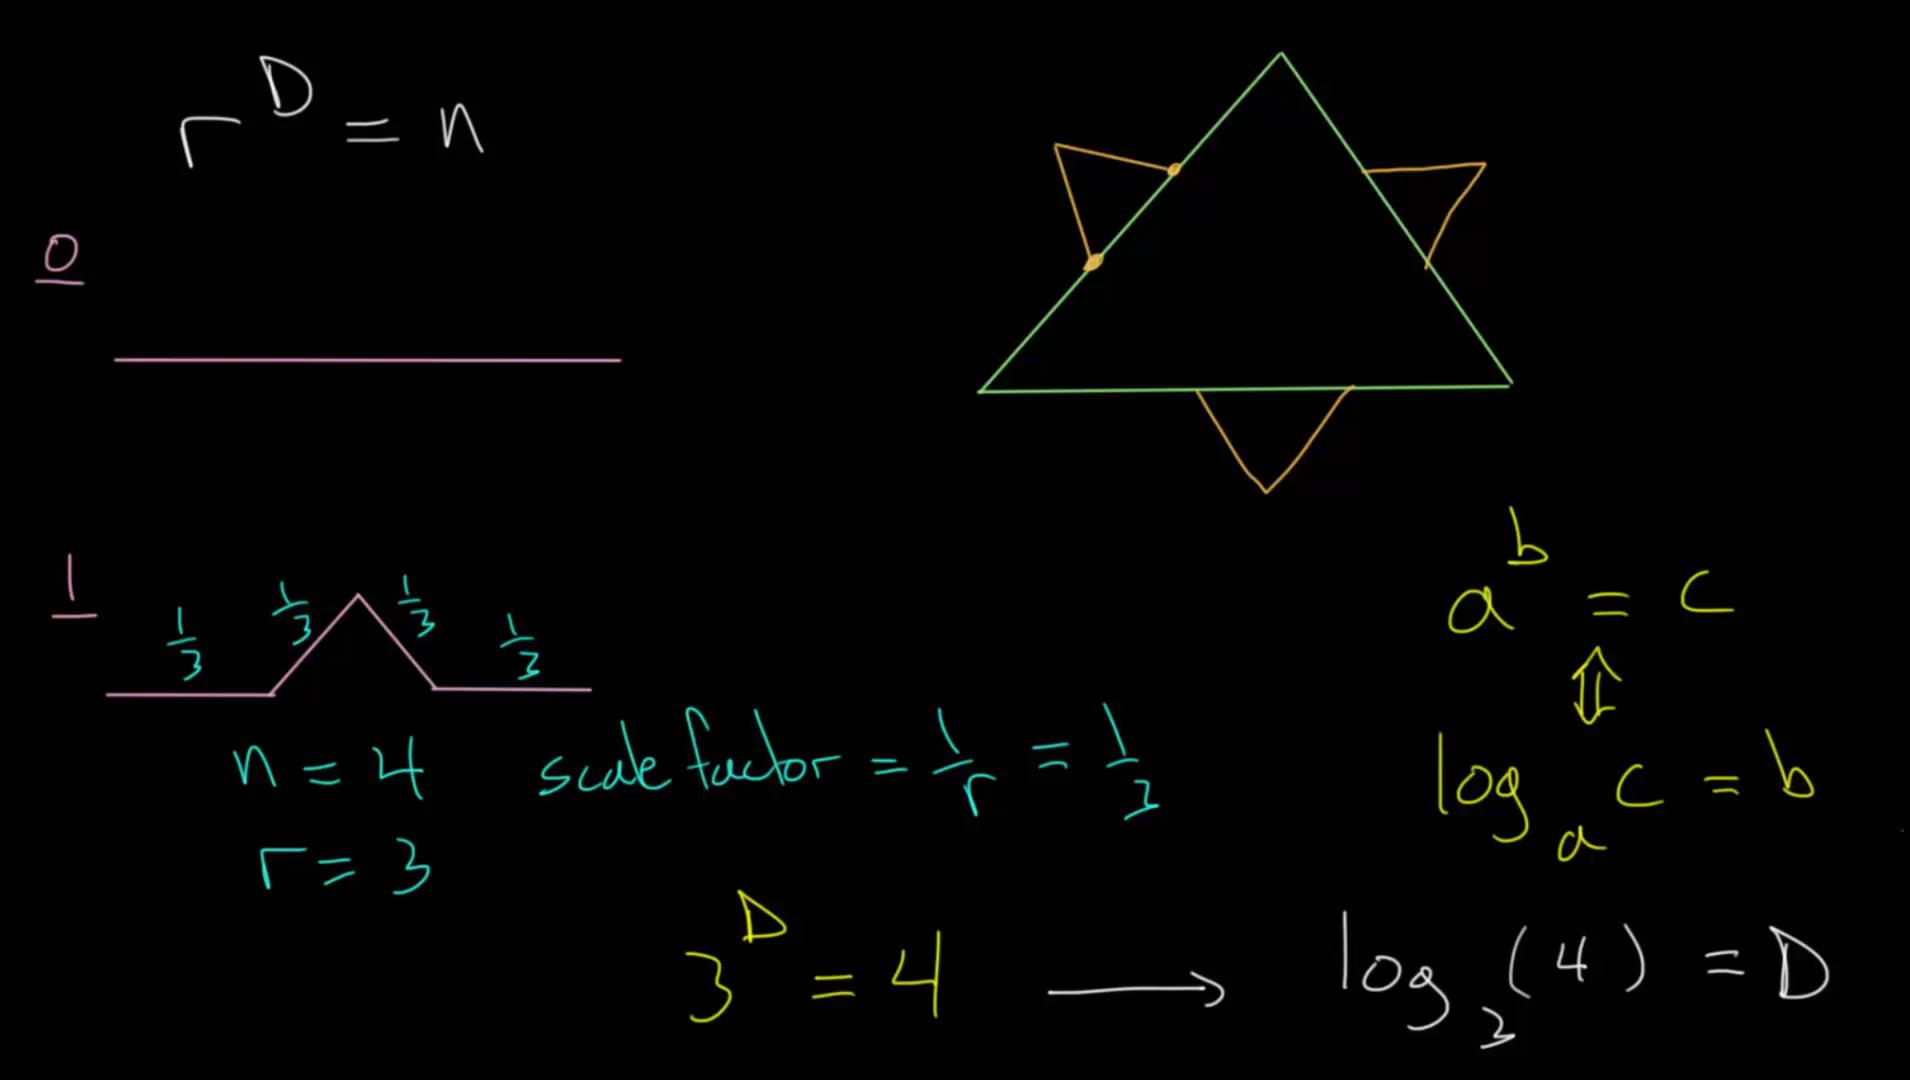 r^D = n
0
1
1/3 1/3 1/3 1/3
n = 4 scale factor = 1/r = 1/3
r = 3
a^b = c
⇕
log_a c = b
3^D = 4 → log_3 (4) = D